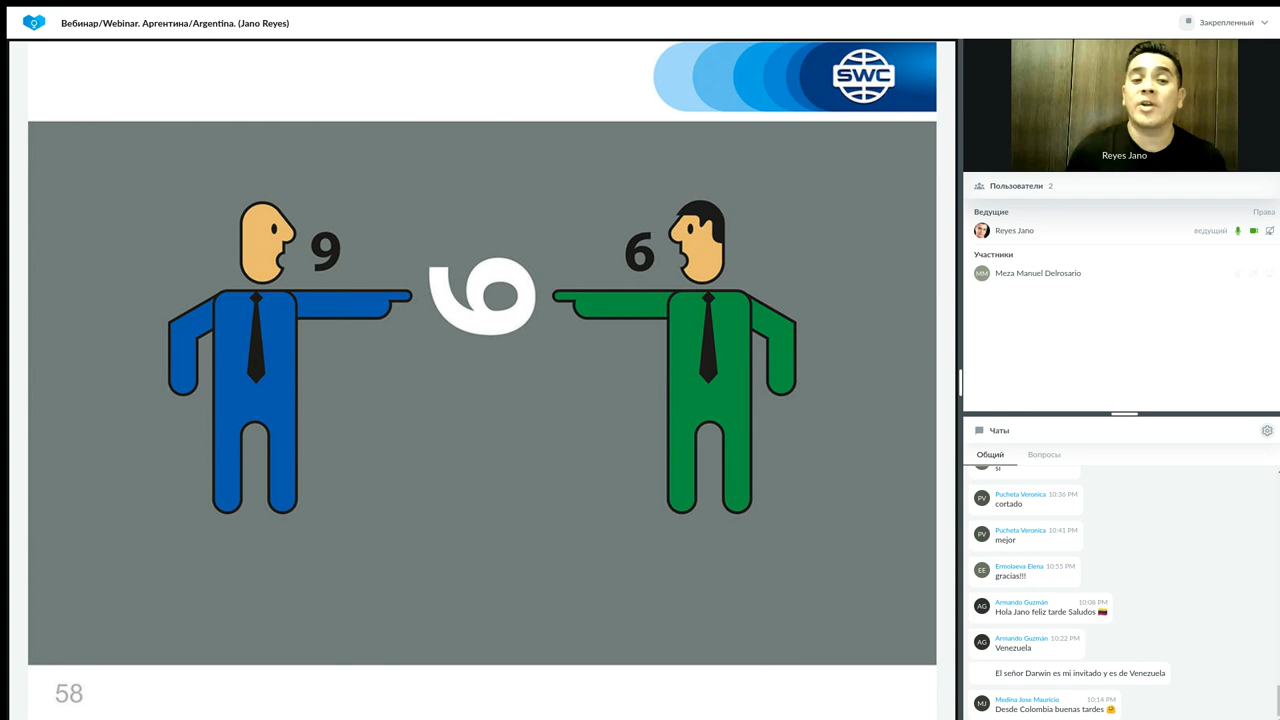 Вебинар/Webinar. Аргентина/Argentina. (Jano Reyes)
Закрепленный
SWC
9
6
6
58
Reyes Jano
Пользователи 2
Ведущие Права
Reyes Jano ведущий
Участники
MM Meza Manuel Delrosario
Чаты
Общий Вопросы
si
PV Pucheta Veronica 10:36 PM
cortado
PV Pucheta Veronica 10:41 PM
mejor
EE Ermolaeva Elena 10:55 PM
gracias!!!
AG Armando Guzmán 10:08 PM
Hola Jano feliz tarde Saludos 🇻🇪
AG Armando Guzmán 10:22 PM
Venezuela
El señor Darwin es mi invitado y es de Venezuela
MJ Medina Jose Mauricio 10:14 PM
Desde Colombia buenas tardes 🤗